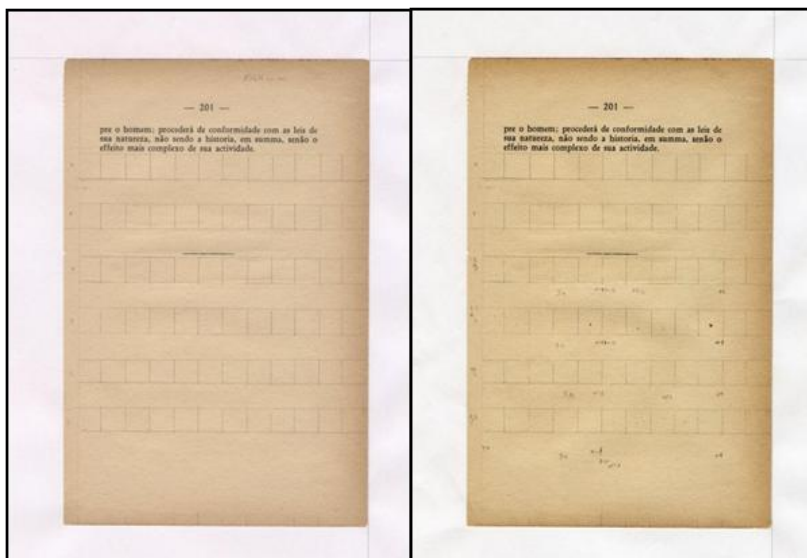 — 201 —
pre o homem; procederá de conformidade com as leis de
sua natureza, não sendo a historia, em summa, senão o
effeito mais complexo de sua actividade.
— 201 —
pre o homem; procederá de conformidade com as leis de
sua natureza, não sendo a historia, em summa, senão o
effeito mais complexo de sua actividade.